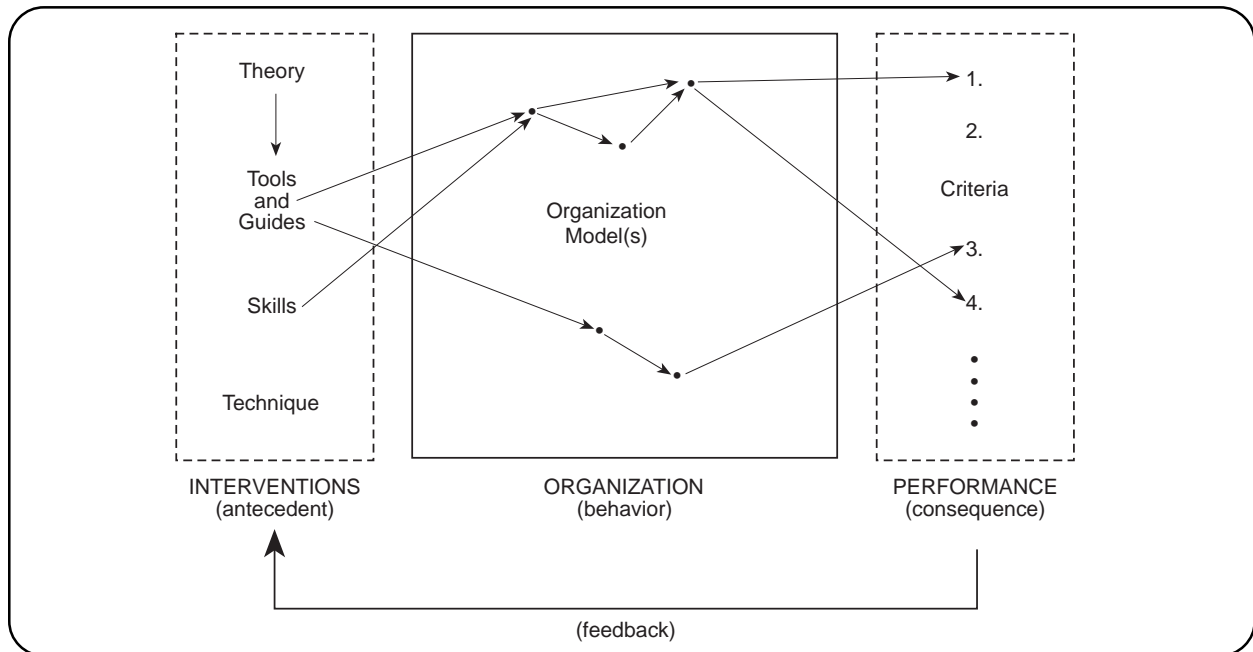 Theory
Tools
and
Guides
Skills
Technique
INTERVENTIONS
(antecedent)
Organization
Model(s)
ORGANIZATION
(behavior)
1.
2.
Criteria
3.
4.
PERFORMANCE
(consequence)
(feedback)